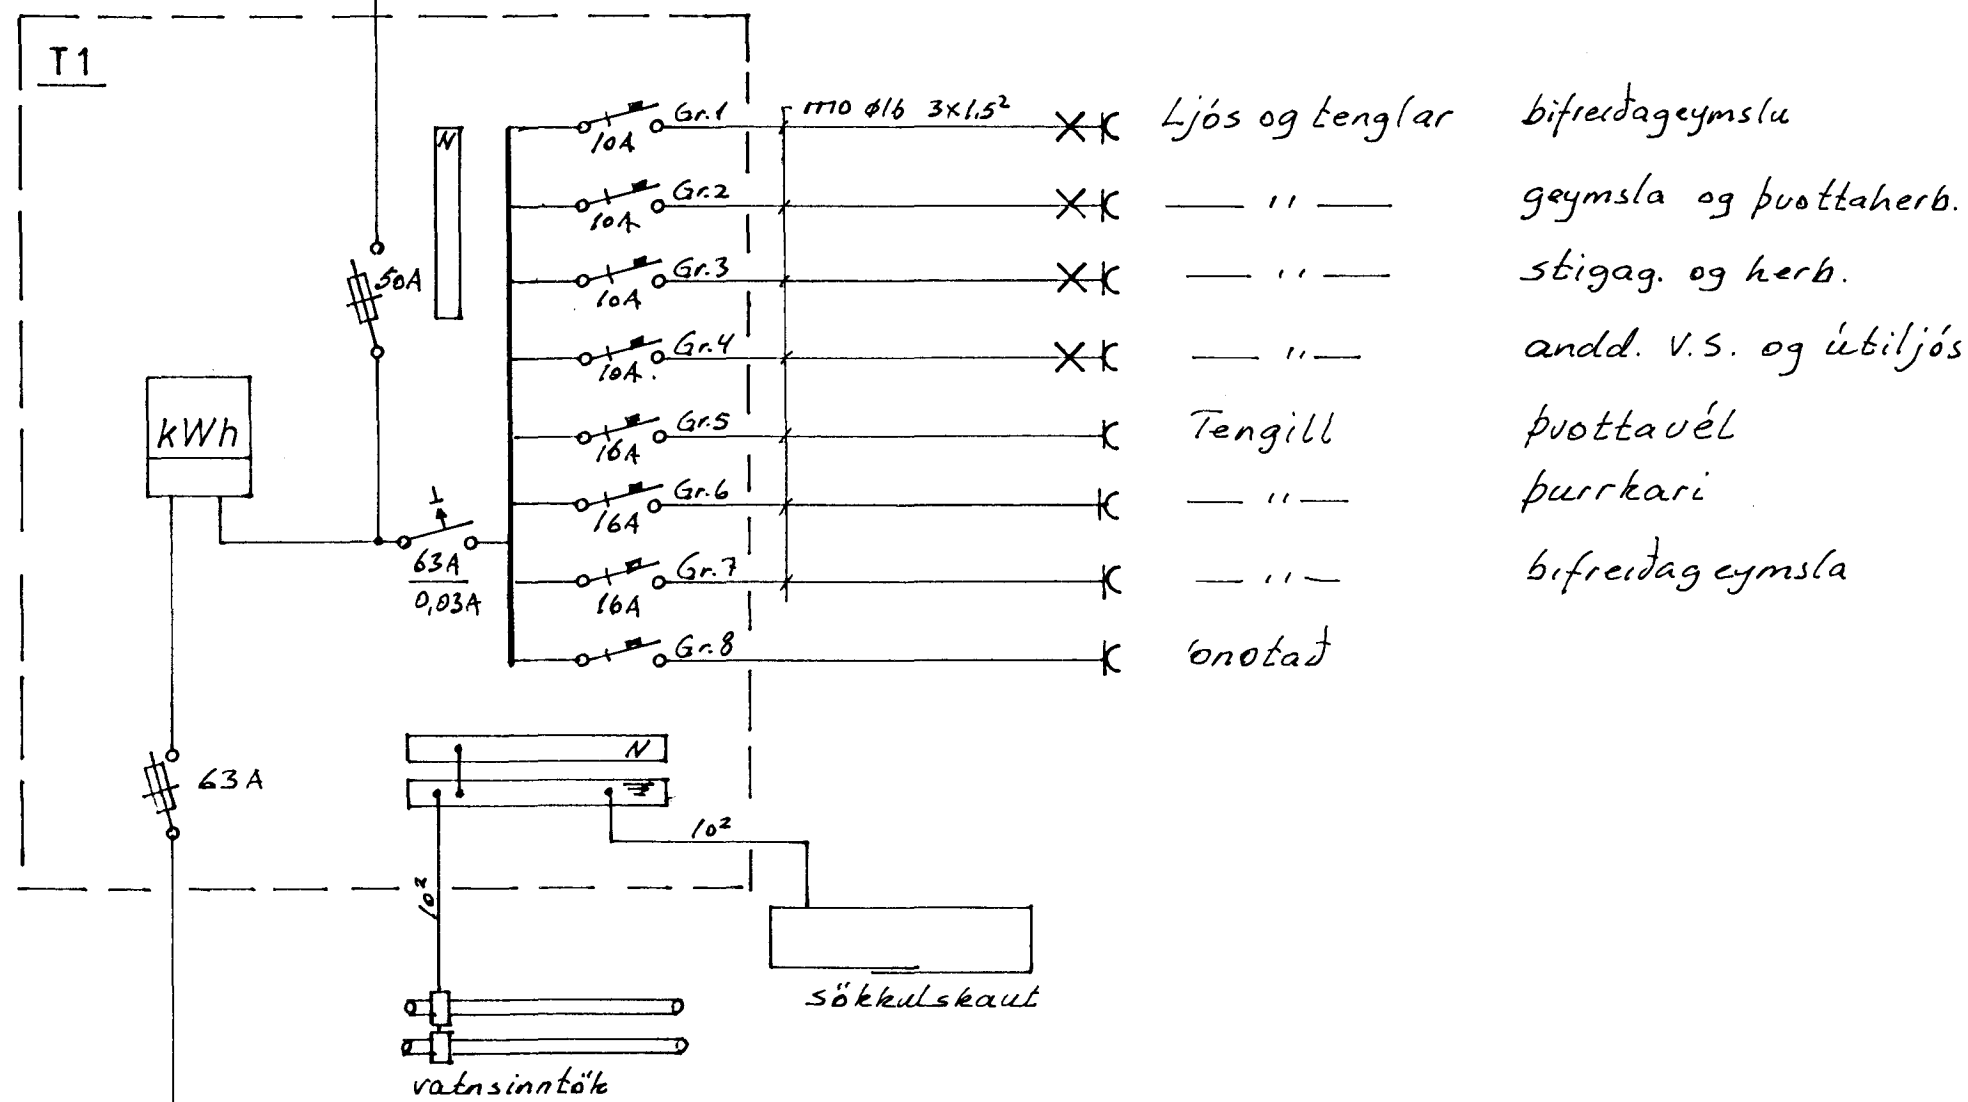 T1
N
Gr.1 m0 ø16 3x1,5² Ljós og tenglar bifreiðageymslu
10A
Gr.2 — " — geymsla og þvottaherb.
10A
50A
Gr.3 — " — stigag. og herb.
10A
Gr.4 — " — andd. V.S. og útiljós
10A.
kWh
Gr.5 Tengill þvottavél
16A
Gr.6 — " — þurrkari
16A
63A
0,03A
Gr.7 — " — bifreiðageymsla
16A
Gr.8 ónotað
N
63A
10²
10²
sökkulskaut
vatnsinntök